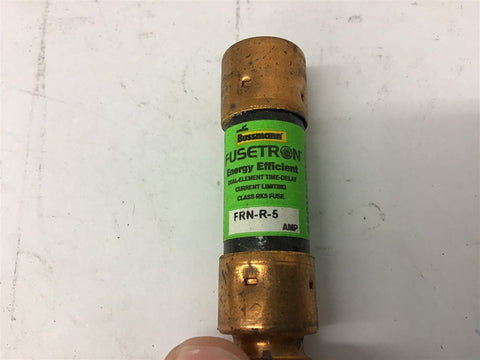 Bussmann
FUSETRON
Energy Efficient
DUAL-ELEMENT TIME-DELAY
CURRENT LIMITING
CLASS RK5 FUSE
FRN-R-5
AMP